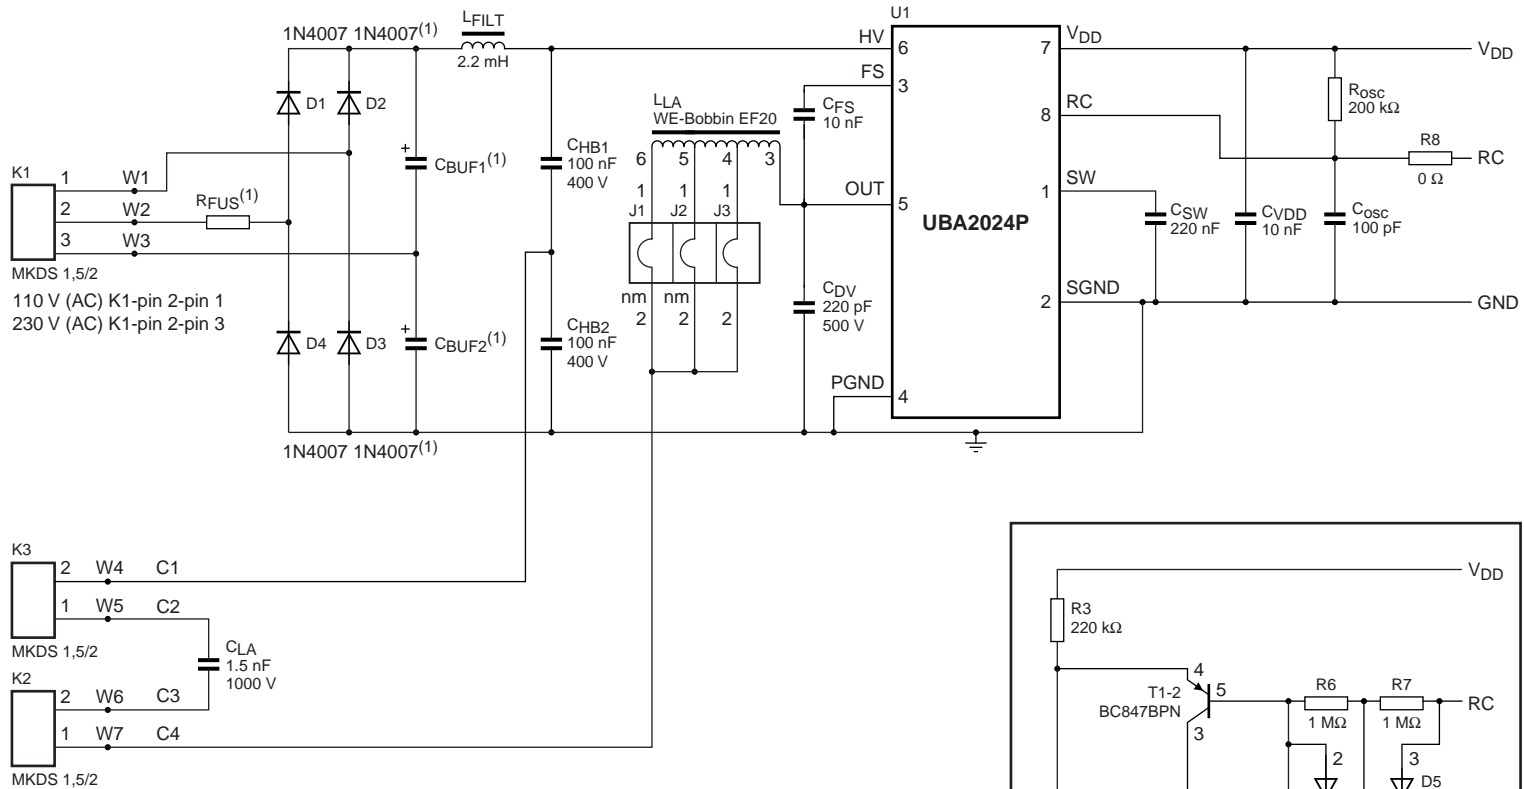 1N4007 1N4007(1)
LFILT
2.2 mH
U1
HV
6
FS
3
7
VDD
VDD
D1
D2
LLA
WE-Bobbin EF20
CFS
10 nF
RC
8
Rosc
200 kΩ
+
CBUF1(1)
CHB1
100 nF
400 V
6
5
4
3
R8
RC
0 Ω
K1
1
W1
2
W2
RFUS(1)
3
W3
MKDS 1,5/2
110 V (AC) K1-pin 2-pin 1
230 V (AC) K1-pin 2-pin 3
1
1
1
J1
J2
J3
OUT
5
UBA2024P
1
SW
CSW
220 nF
CVDD
10 nF
Cosc
100 pF
nm
nm
2
2
2
CDV
220 pF
500 V
2
SGND
GND
D4
D3
+
CBUF2(1)
CHB2
100 nF
400 V
PGND
4
1N4007 1N4007(1)
K3
2
W4
C1
1
W5
C2
MKDS 1,5/2
CLA
1.5 nF
1000 V
K2
2
W6
C3
1
W7
C4
MKDS 1,5/2
VDD
R3
220 kΩ
4
T1-2
BC847BPN
5
3
R6
1 MΩ
R7
1 MΩ
RC
2
3
D5